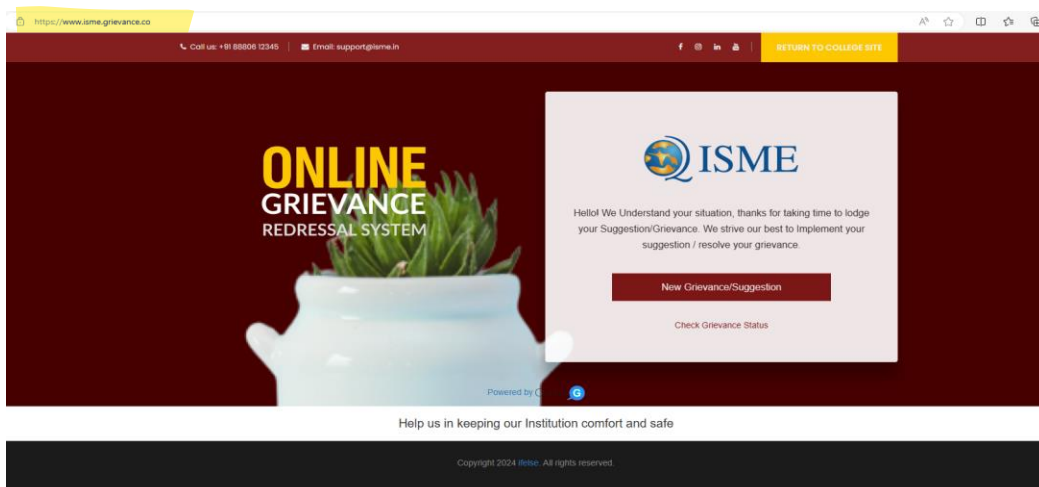 https://www.isme.grievance.co
Call us: +91 88806 12345 | Email: support@isme.in
RETURN TO COLLEGE SITE
ONLINE
GRIEVANCE
REDRESSAL SYSTEM
ISME
Hello! We Understand your situation, thanks for taking time to lodge
your Suggestion/Grievance. We strive our best to Implement your
suggestion / resolve your grievance.
New Grievance/Suggestion
Check Grievance Status
Powered by
Help us in keeping our Institution comfort and safe
Copyright 2024 ifelse. All rights reserved.